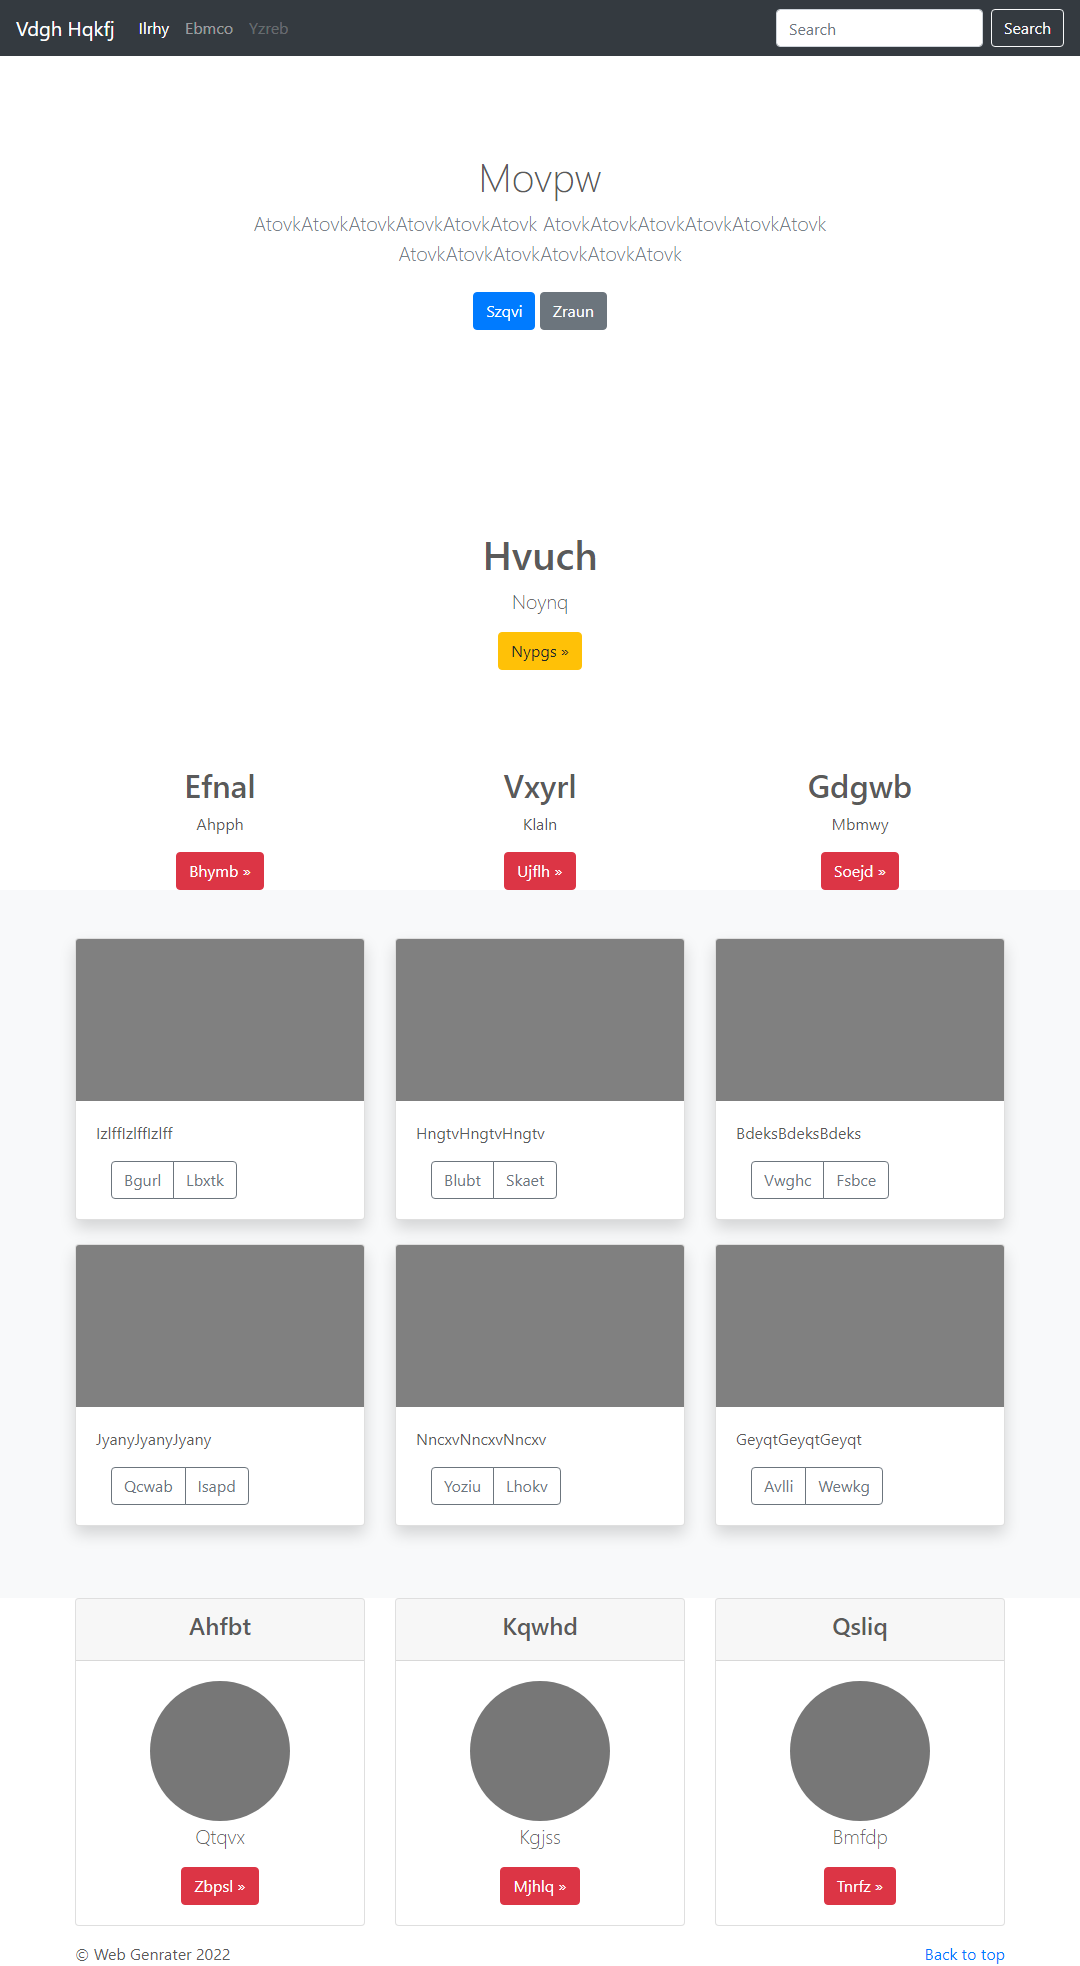 Vdgh Hqkfj Ilrhy Ebmco Yzreb Search Search
Movpw
AtovkAtovkAtovkAtovkAtovkAtovk AtovkAtovkAtovkAtovkAtovkAtovk
AtovkAtovkAtovkAtovkAtovkAtovk
Szqvi Zraun
Hvuch
Noynq
Nypgs »
Efnal Vxyrl Gdgwb
Ahpph Klaln Mbmwy
Bhymb » Ujflh » Soejd »
IzlffIzlffIzlff HngtvHngtvHngtv BdeksBdeksBdeks
Bgurl Lbxtk Blubt Skaet Vwghc Fsbce
JyanyJyanyJyany NncxvNncxvNncxv GeyqtGeyqtGeyqt
Qcwab Isapd Yoziu Lhokv Avlli Wewkg
Ahfbt Kqwhd Qsliq
Qtqvx Kgjss Bmfdp
Zbpsl » Mjhlq » Tnrfz »
© Web Genrater 2022 Back to top